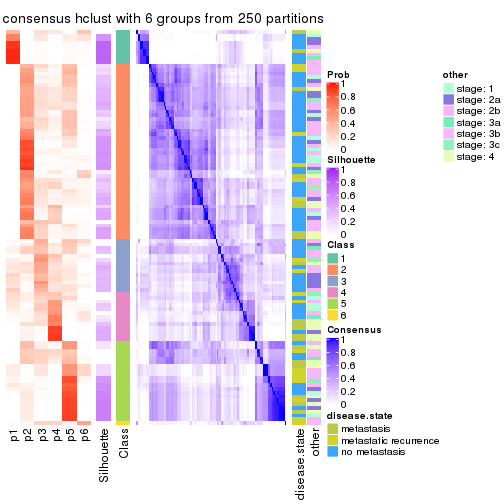 consensus hclust with 6 groups from 250 partitions
Prob
1
0.8
0.6
0.4
0.2
0
Silhouette
1
0.8
0.6
0.4
0.2
0
Class
1
2
3
4
5
6
Consensus
1
0.8
0.6
0.4
0.2
0
disease.state
metastasis
metastatic recurrence
no metastasis
other
stage: 1
stage: 2a
stage: 2b
stage: 3a
stage: 3b
stage: 3c
stage: 4
p1
p2
p3
p4
p5
p6
Silhouette
Class
disease.state
other